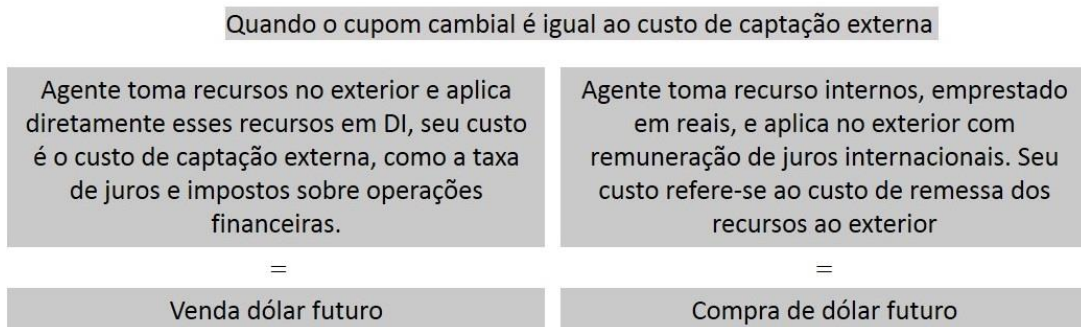 Quando o cupom cambial é igual ao custo de captação externa
Agente toma recursos no exterior e aplica
diretamente esses recursos em DI, seu custo
é o custo de captação externa, como a taxa
de juros e impostos sobre operações
financeiras.
=
Venda dólar futuro
Agente toma recurso internos, emprestado
em reais, e aplica no exterior com
remuneração de juros internacionais. Seu
custo refere-se ao custo de remessa dos
recursos ao exterior
=
Compra de dólar futuro